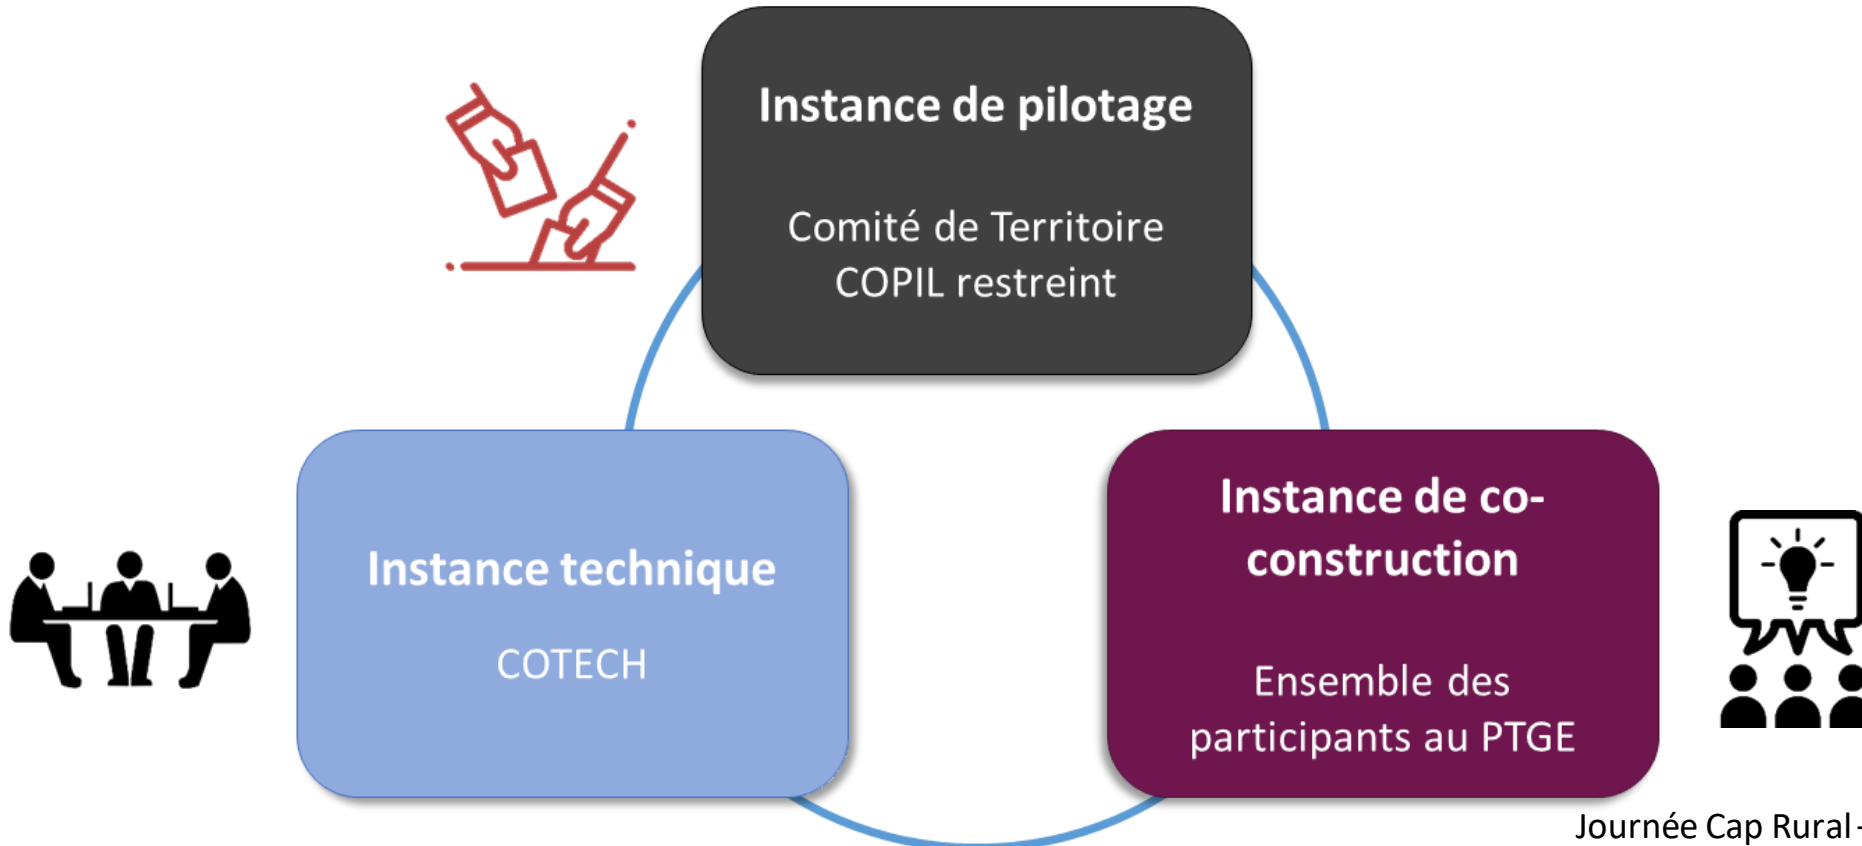 Instance de pilotage
Comité de Territoire
COPIL restreint
Instance technique
COTECH
Instance de co-
construction
Ensemble des
participants au PTGE
Journée Cap Rural -